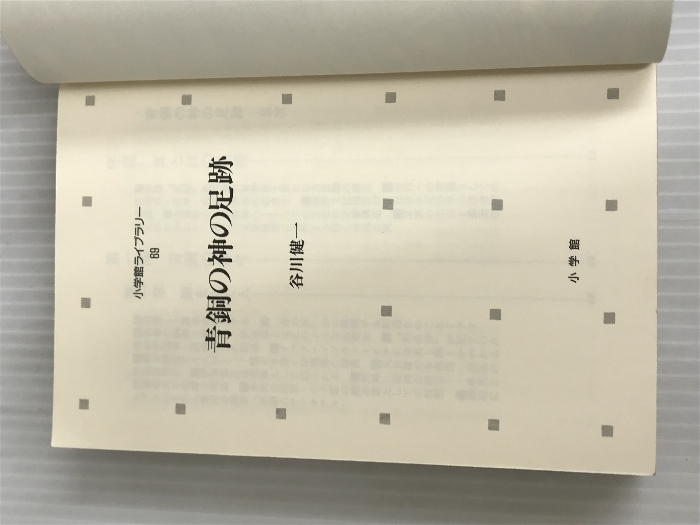 小学館ライブラリー
69
青銅の神の足跡
谷川健一
小学館